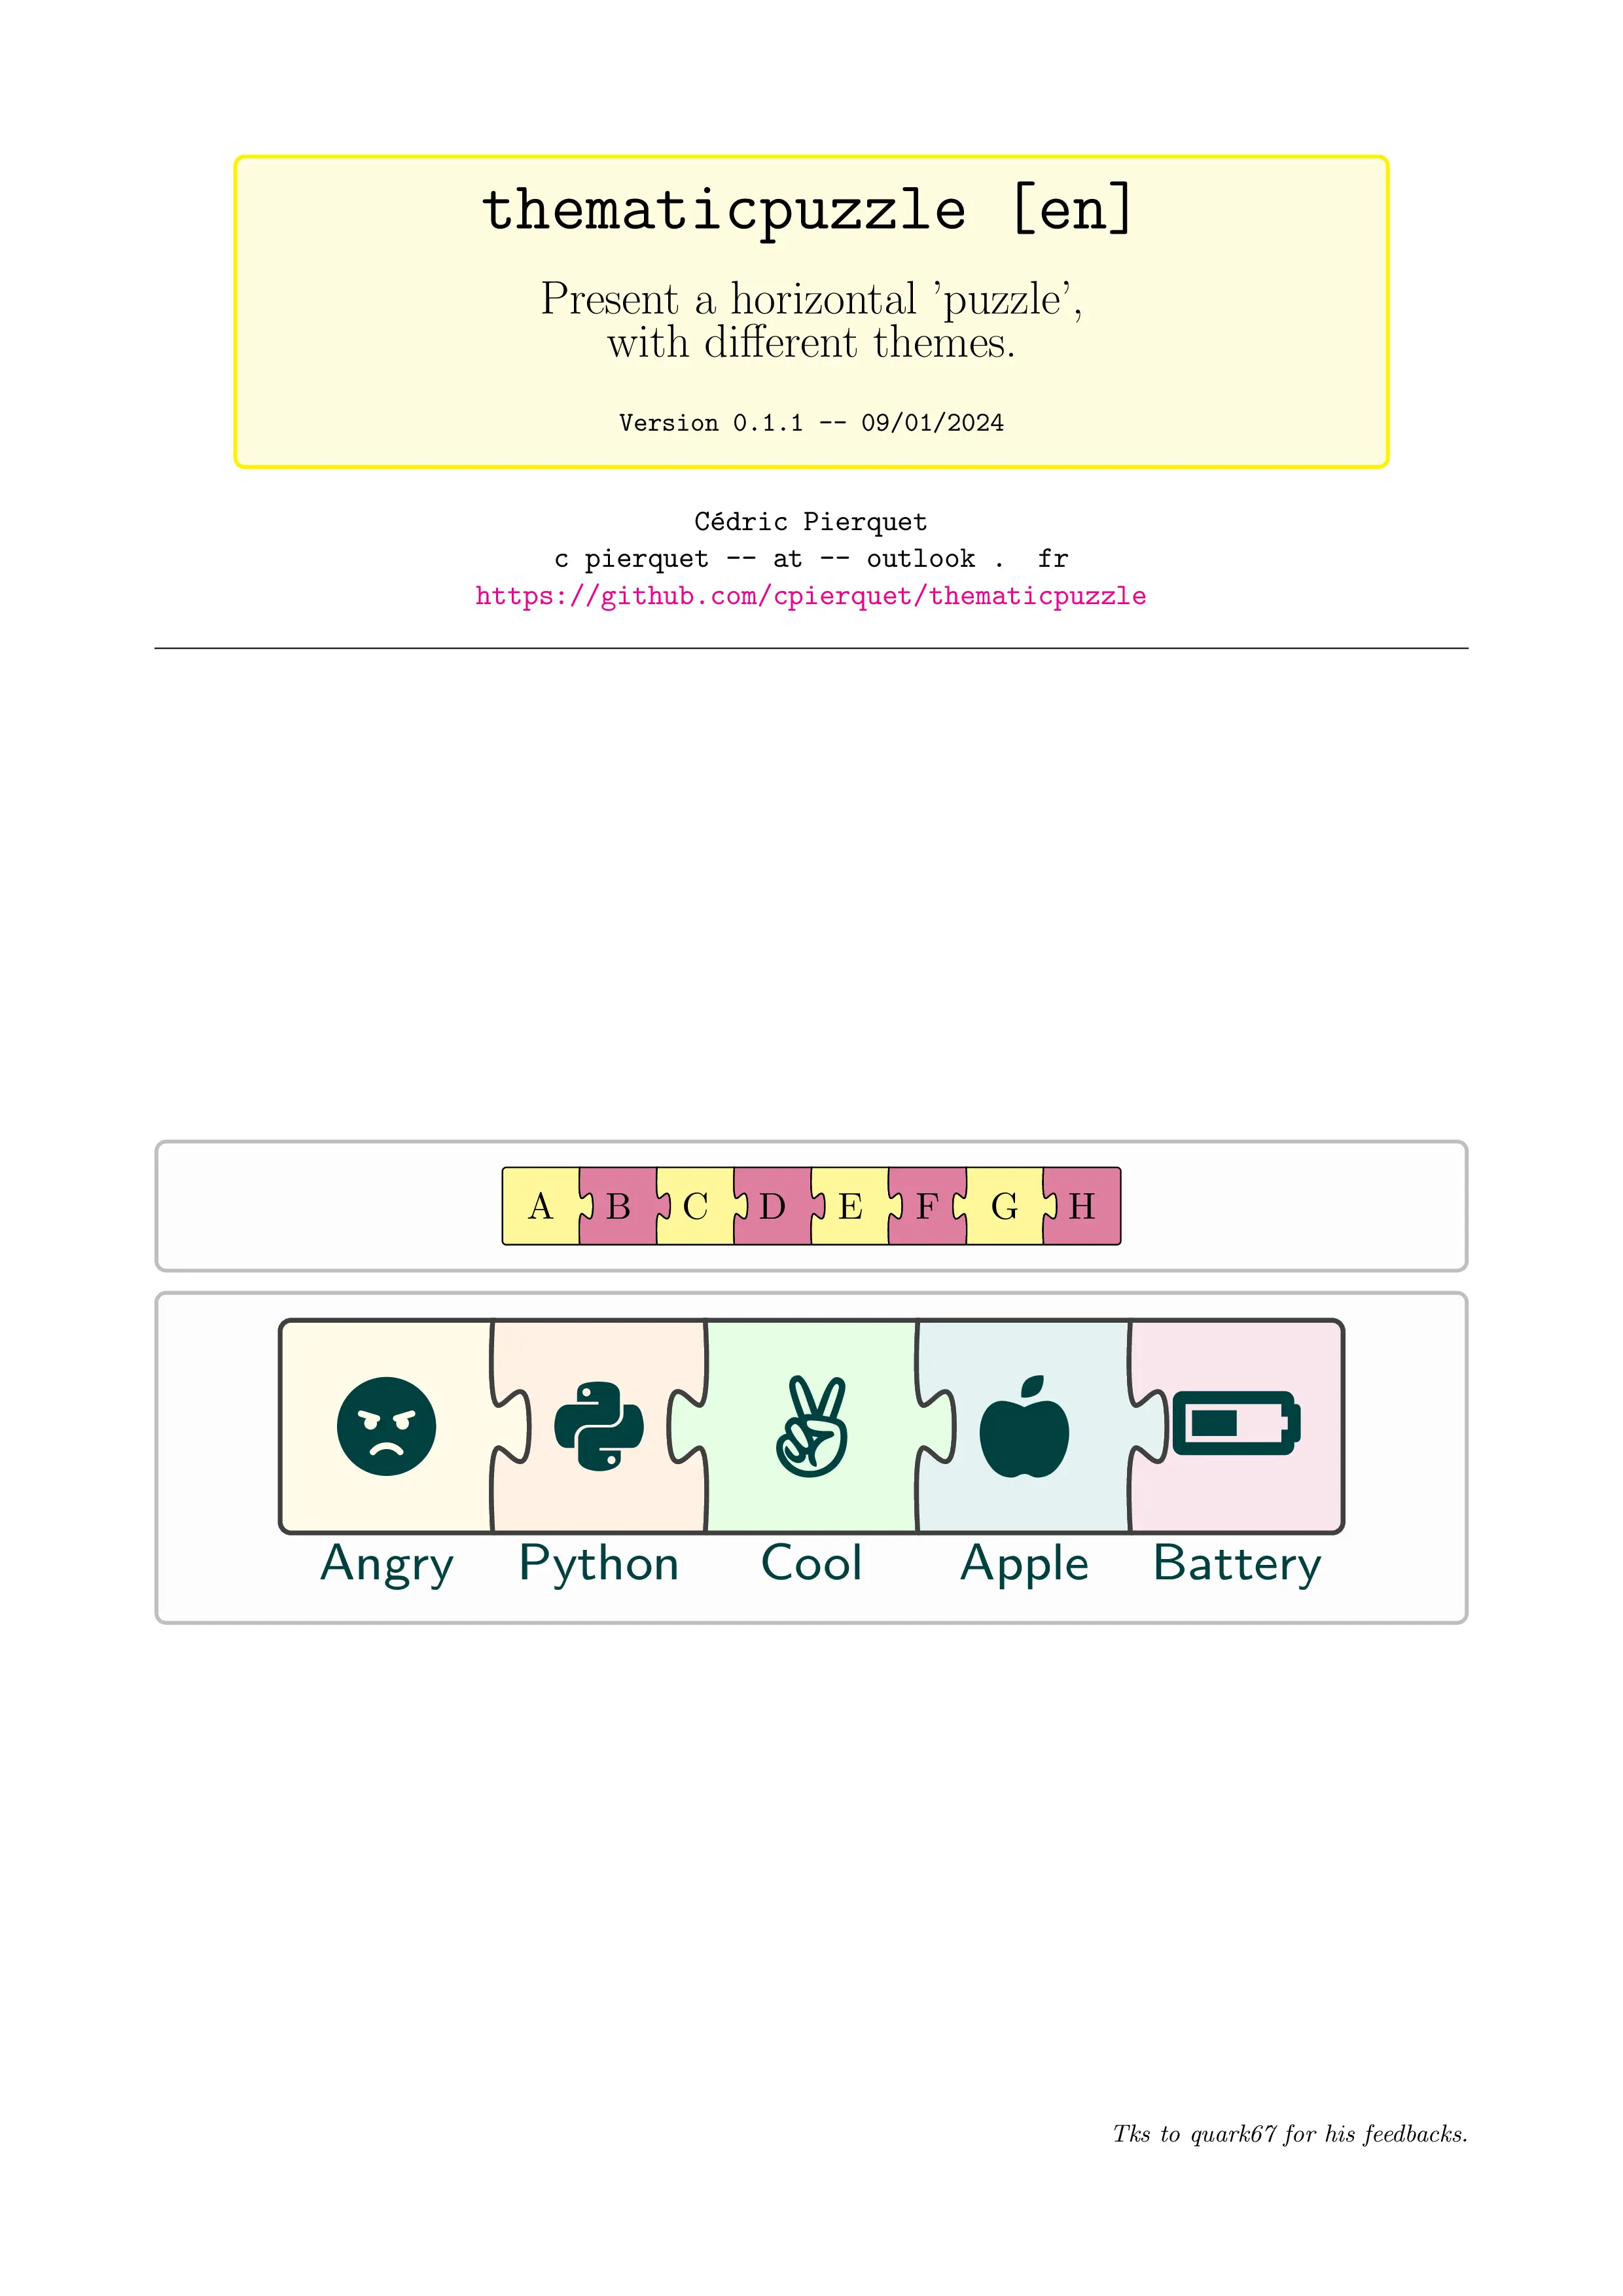 thematicpuzzle [en]
Present a horizontal 'puzzle',
with different themes.
Version 0.1.1 -- 09/01/2024
Cédric Pierquet
c pierquet -- at -- outlook . fr
https://github.com/cpierquet/thematicpuzzle
A B C D E F G H
Angry Python Cool Apple Battery
Tks to quark67 for his feedbacks.